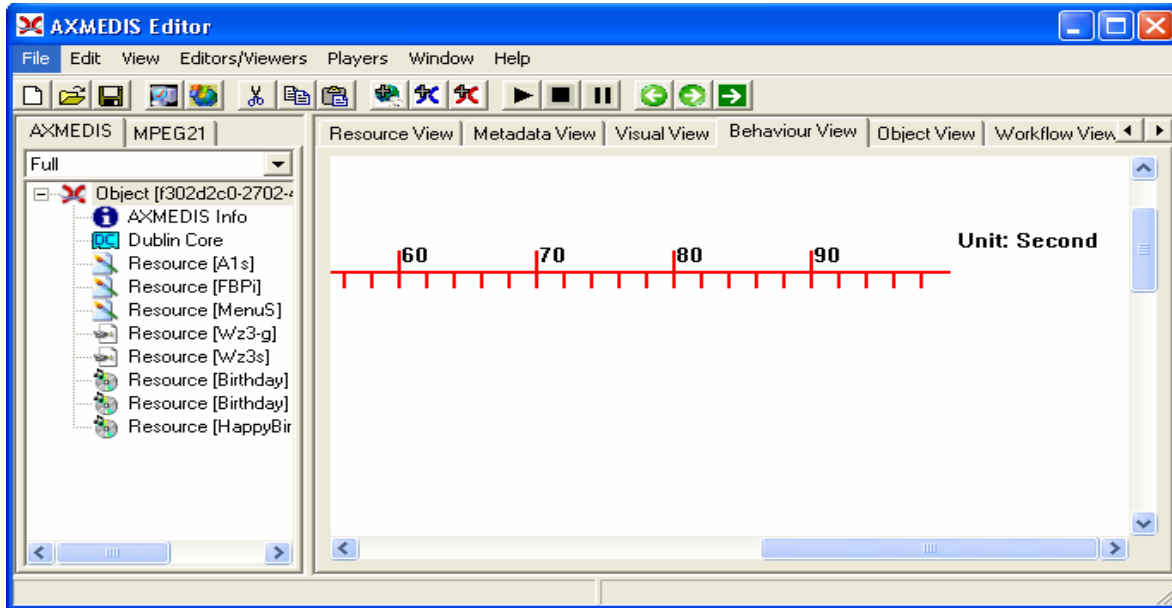 AXMEDIS Editor
File Edit View Editors/Viewers Players Window Help
AXMEDIS MPEG21
Resource View Metadata View Visual View Behaviour View Object View Workflow View
Full
Object [f302d2c0-2702-4
AXMEDIS Info
DC Dublin Core
Resource [A1s]
Resource [FBPi]
Resource [MenuS]
Resource [Wz3-g]
Resource [Wz3s]
Resource [Birthday]
Resource [Birthday]
Resource [HappyBir
60 70 80 90
Unit: Second